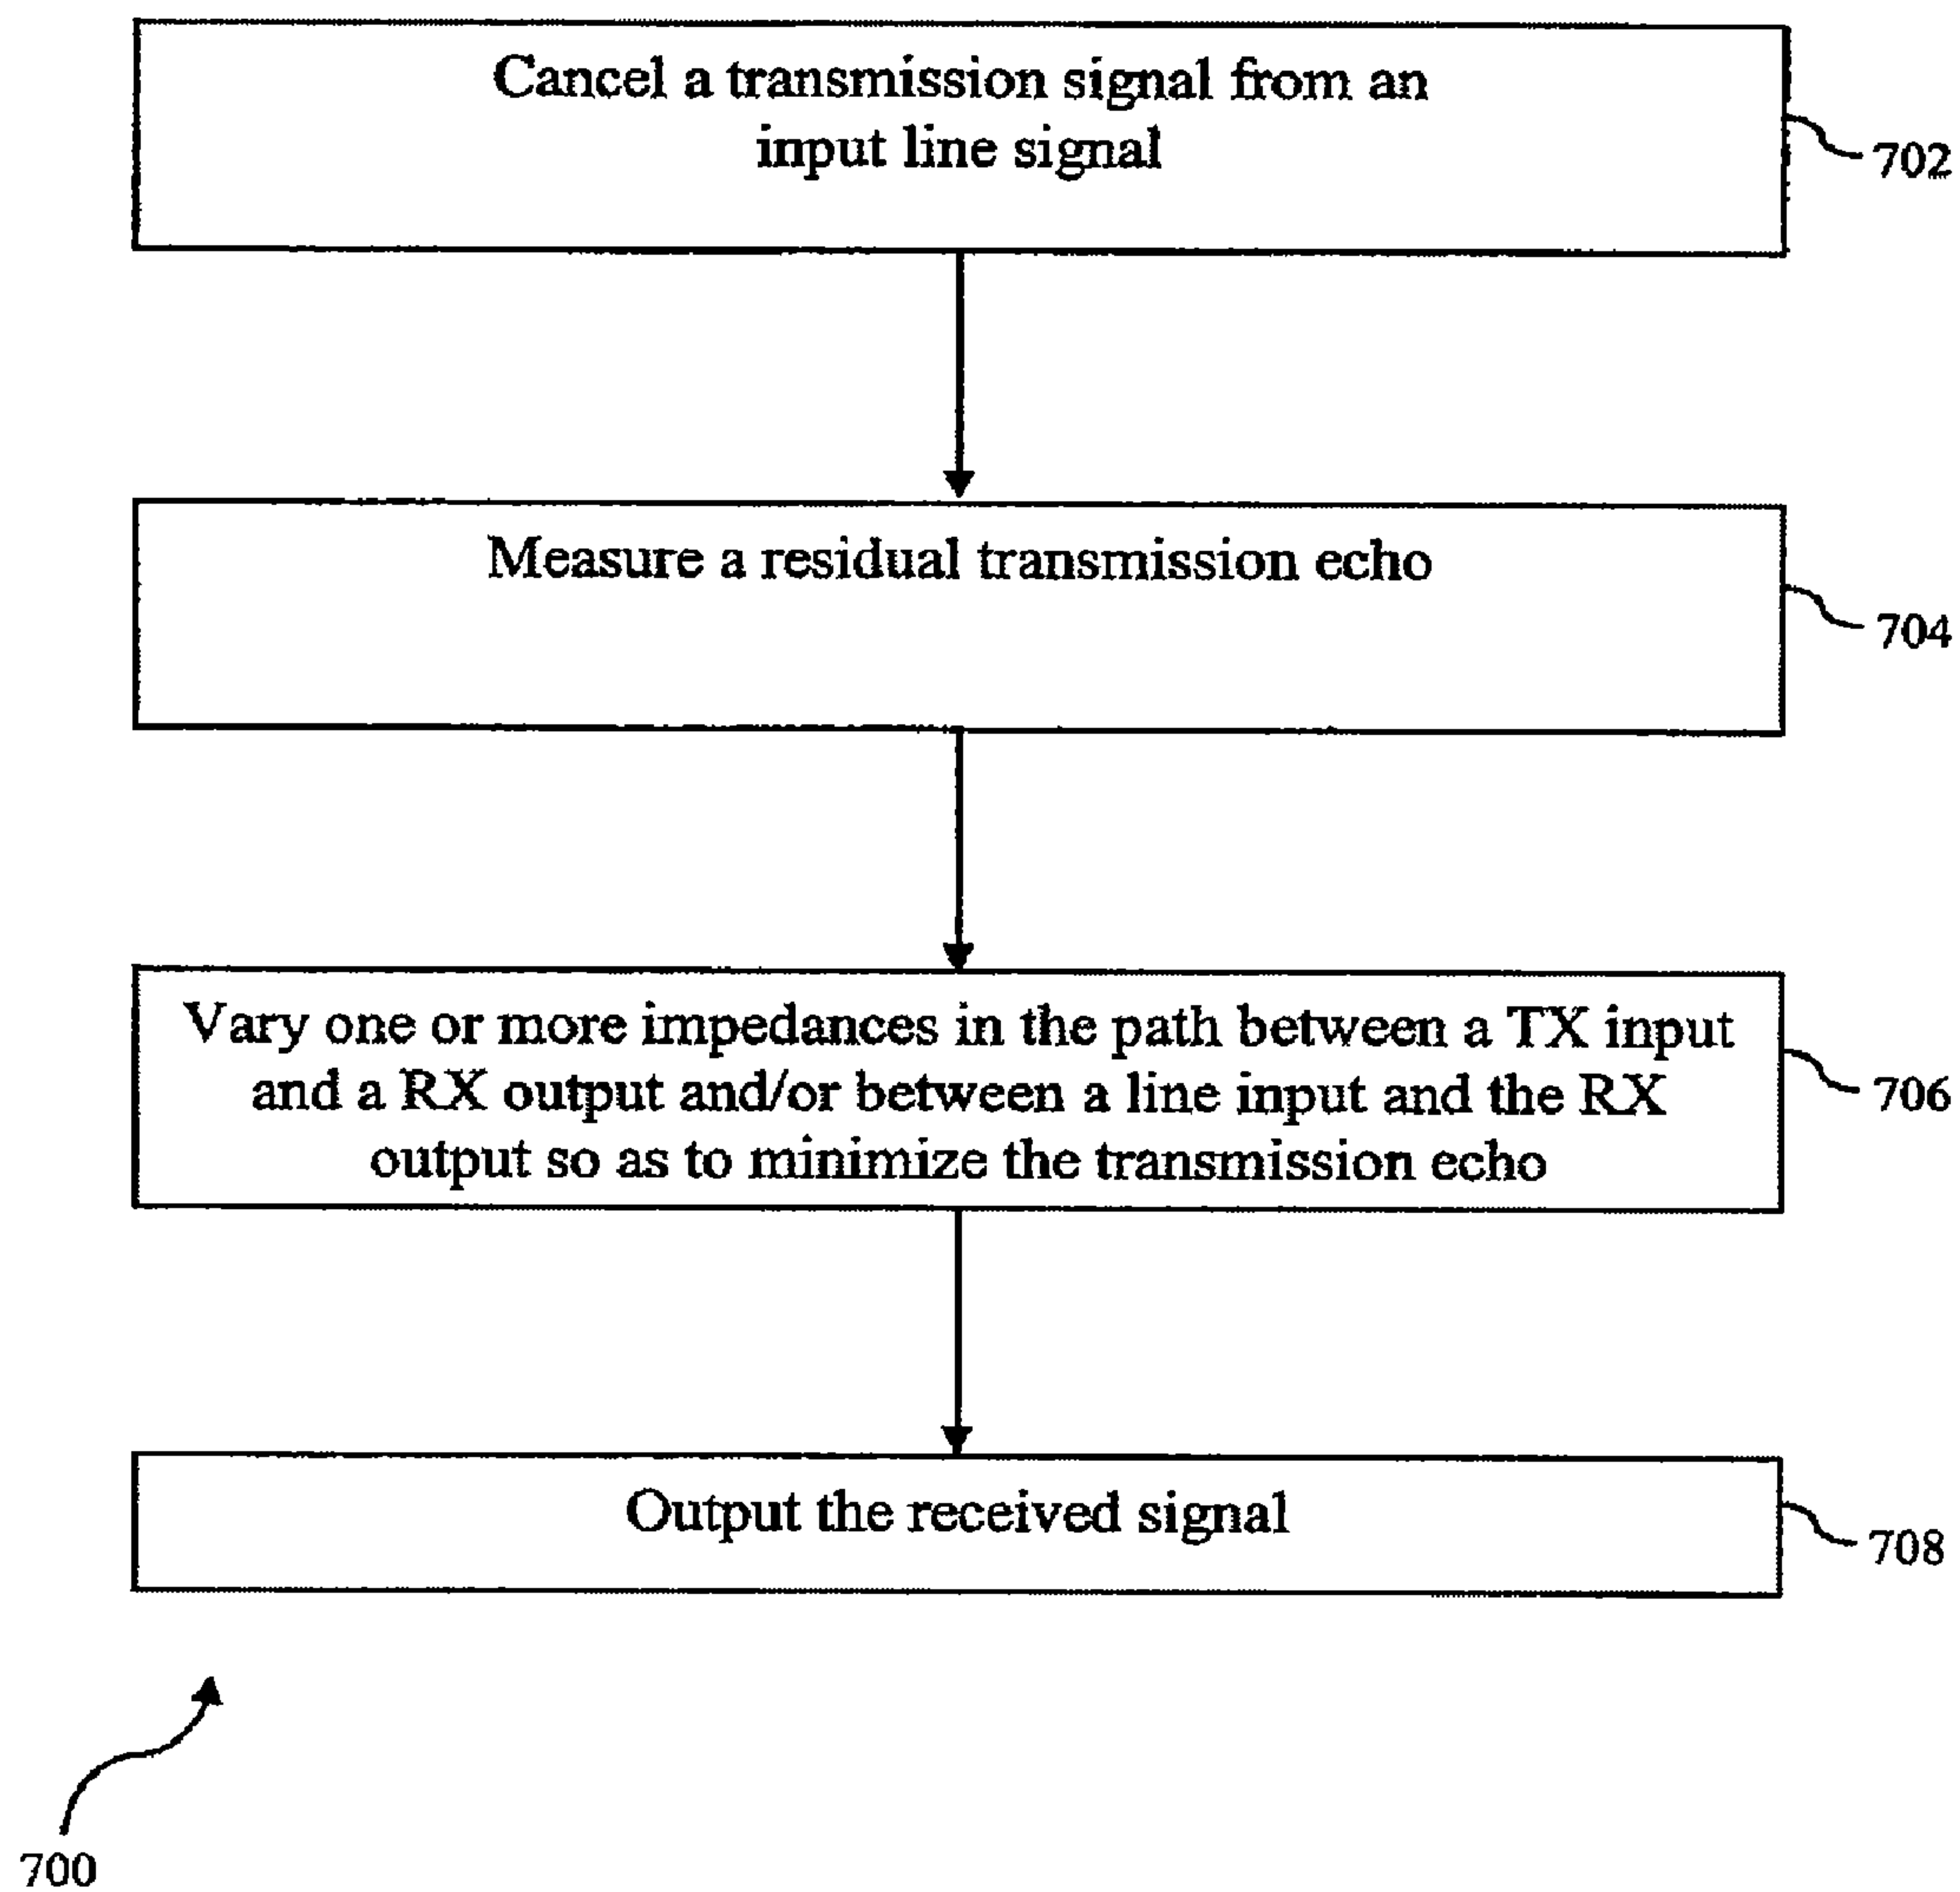 Cancel a transmission signal from an
input line signal
702
Measure a residual transmission echo
704
Vary one or more impedances in the path between a TX input
and a RX output and/or between a line input and the RX
output so as to minimize the transmission echo
706
Output the received signal
708
700